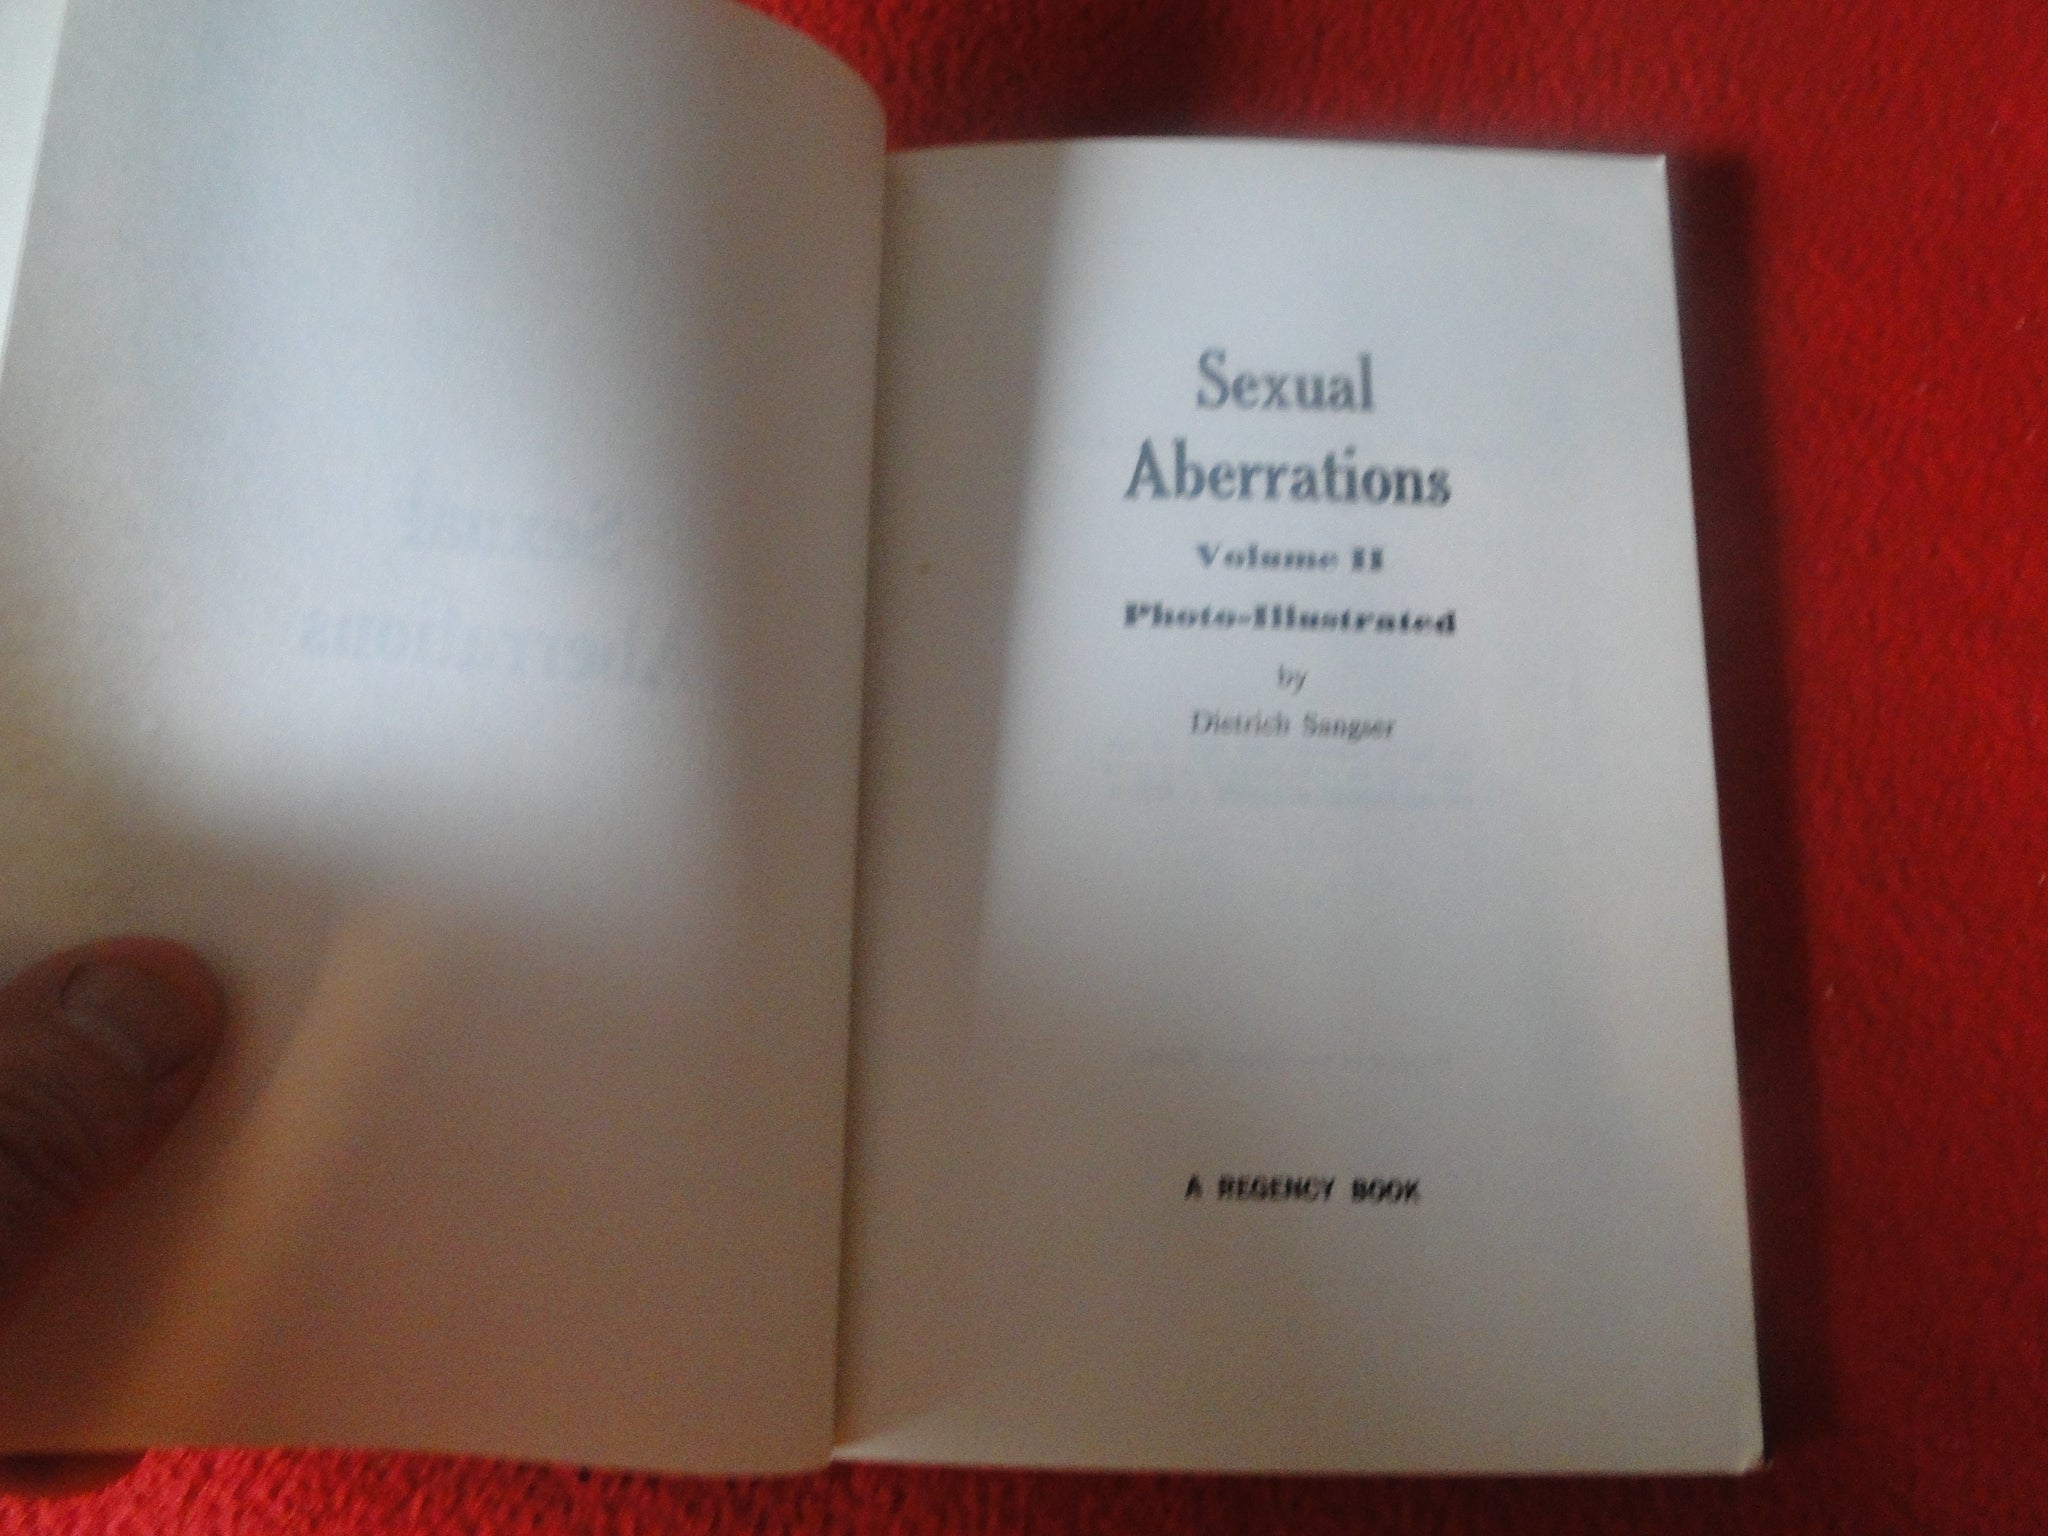 Sexual
Aberrations
Volume II
Photo-Illustrated
by
Dietrich Sangser
A REGENCY BOOK